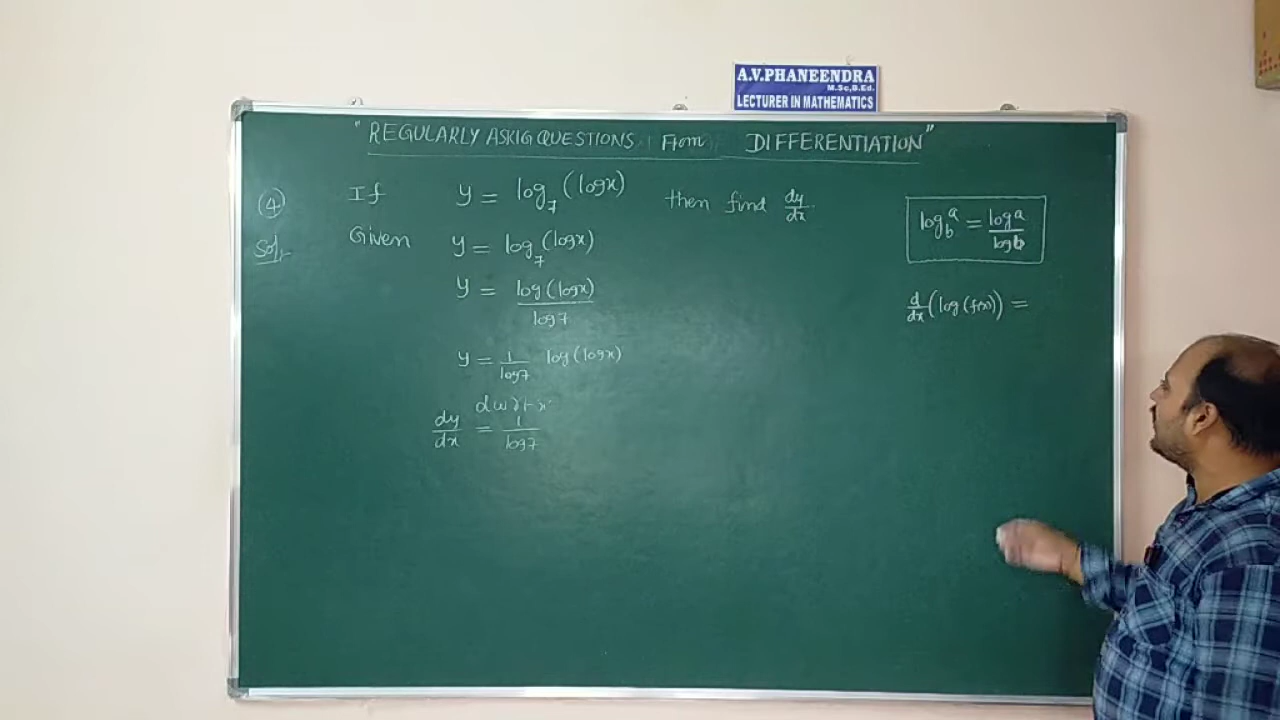 A.V.PHANEENDRA
M.Sc,B.Ed.
LECTURER IN MATHEMATICS
"REGULARLY ASKIG QUESTIONS From DIFFERENTIATION"
(4) If y = log₇(logx) then find dy/dx.
Sol:- Given y = log₇(logx)
y = log(logx)/log7
y = 1/log7 log(logx)
d w r t x
dy/dx = 1/log7
log_b a = log a/log b
d/dx(log(f(x))) =